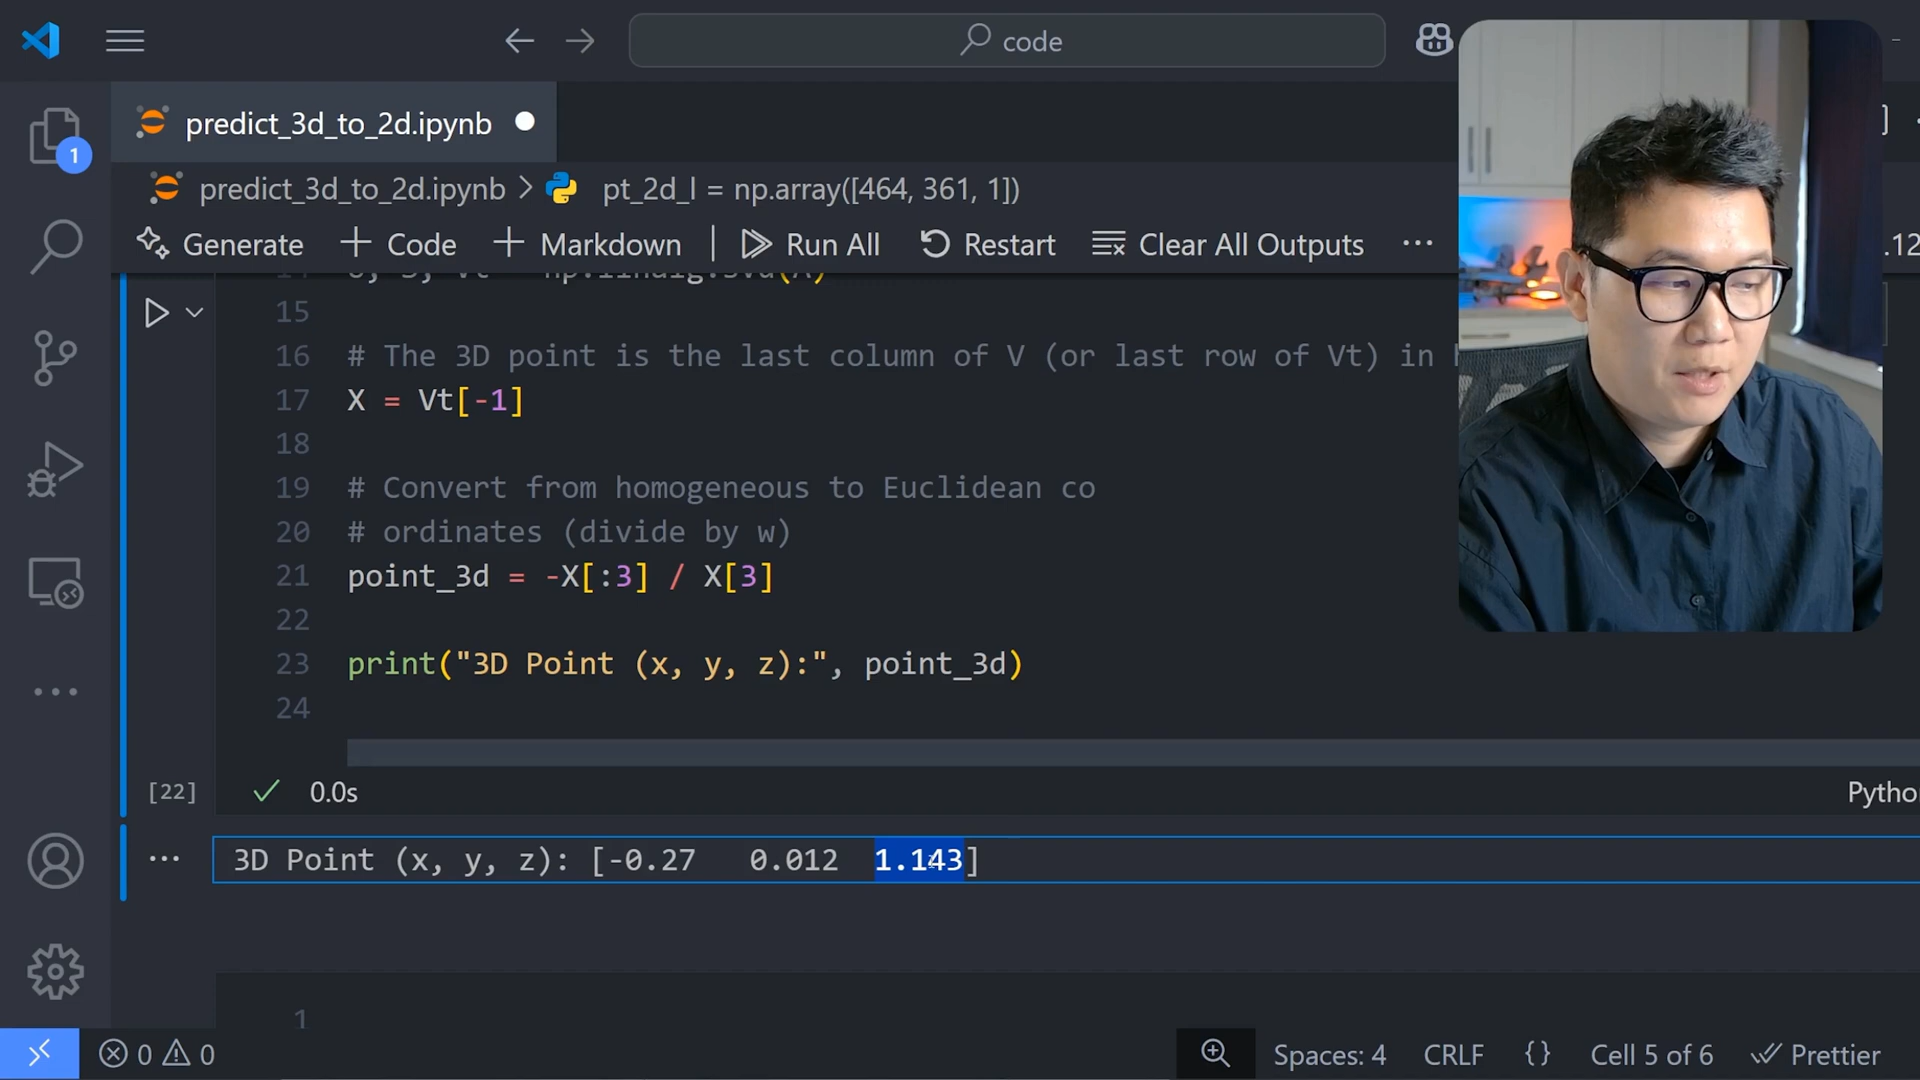 code
predict_3d_to_2d.ipynb
1
predict_3d_to_2d.ipynb > pt_2d_l = np.array([464, 361, 1])
Generate + Code + Markdown | Run All Restart Clear All Outputs ... .12
15
16 # The 3D point is the last column of V (or last row of Vt) in
17 X = Vt[-1]
18
19 # Convert from homogeneous to Euclidean co
20 # ordinates (divide by w)
21 point_3d = -X[:3] / X[3]
22
23 print("3D Point (x, y, z):", point_3d)
24
[22] 0.0s Pytho
3D Point (x, y, z): [-0.27 0.012 1.143]
1
0 0 Spaces: 4 CRLF {} Cell 5 of 6 Prettier